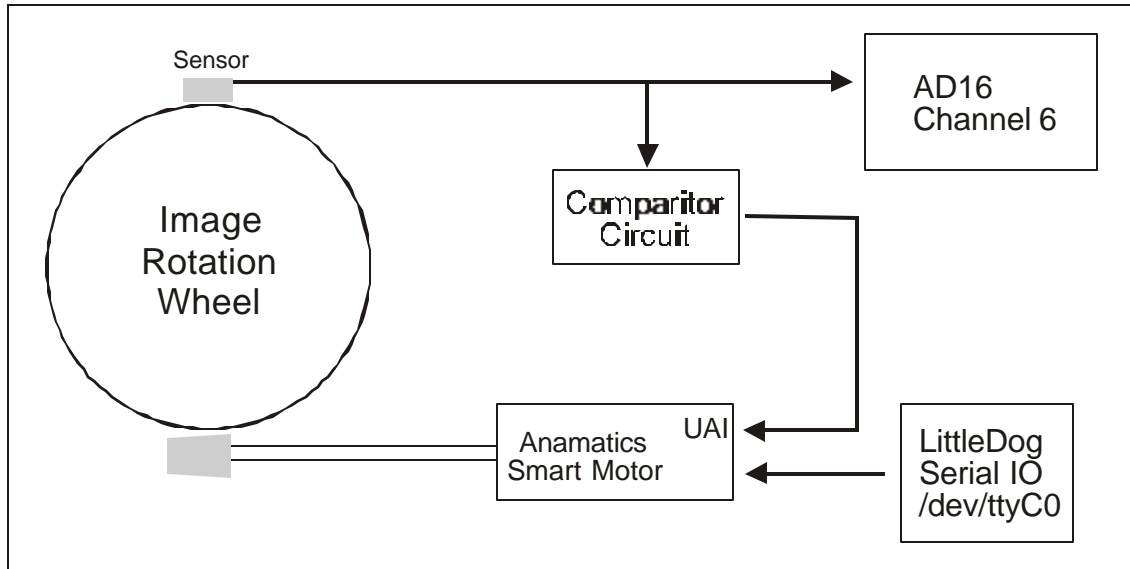 Sensor
AD16
Channel 6
Comparitor
Circuit
Image
Rotation
Wheel
UAI
Anamatics
Smart Motor
LittleDog
Serial IO
/dev/ttyC0